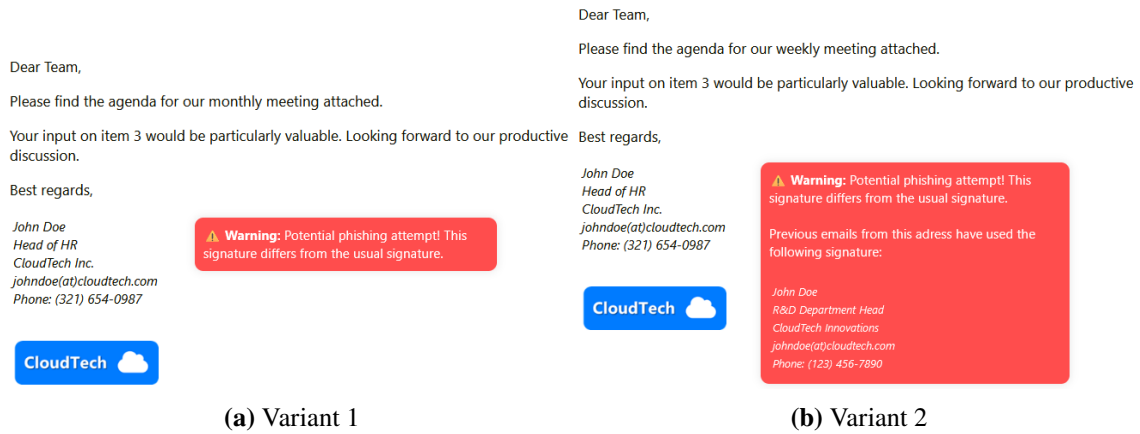 Dear Team,
Please find the agenda for our monthly meeting attached.
Your input on item 3 would be particularly valuable. Looking forward to our productive
discussion.
Best regards,
John Doe
Head of HR
CloudTech Inc.
johndoe(at)cloudtech.com
Phone: (321) 654-0987
⚠ Warning: Potential phishing attempt! This
signature differs from the usual signature.
CloudTech
(a) Variant 1
Dear Team,
Please find the agenda for our weekly meeting attached.
Your input on item 3 would be particularly valuable. Looking forward to our productive
discussion.
Best regards,
John Doe
Head of HR
CloudTech Inc.
johndoe(at)cloudtech.com
Phone: (321) 654-0987
CloudTech
⚠ Warning: Potential phishing attempt! This
signature differs from the usual signature.
Previous emails from this adress have used the
following signature:
John Doe
R&D Department Head
CloudTech Innovations
johndoe(at)cloudtech.com
Phone: (123) 456-7890
(b) Variant 2